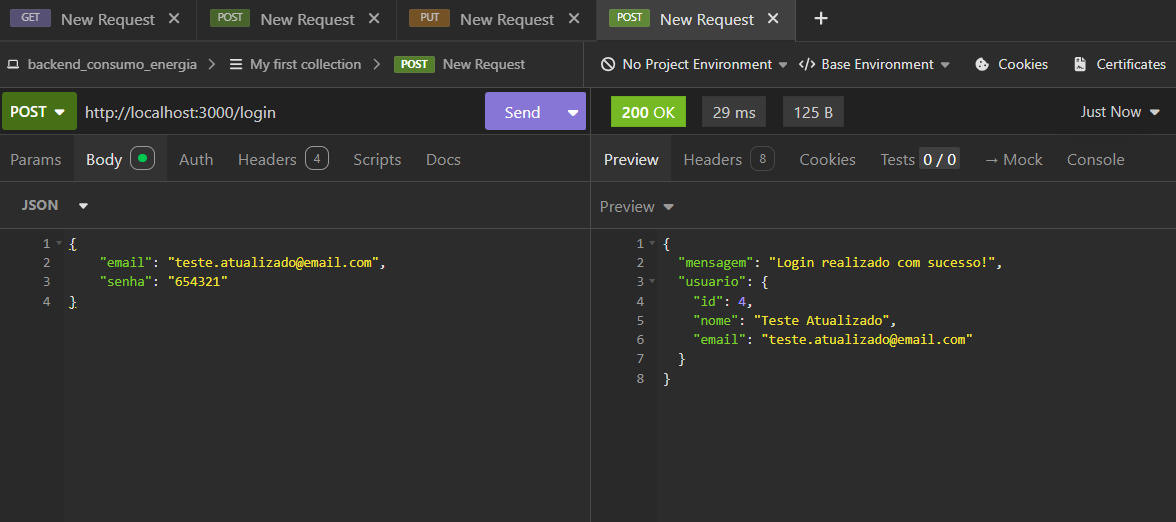 GET New Request POST New Request PUT New Request POST New Request
backend_consumo_energia My first collection POST New Request No Project Environment Base Environment Cookies Certificates
POST http://localhost:3000/login Send 200 OK 29 ms 125 B Just Now
Params Body Auth Headers 4 Scripts Docs Preview Headers 8 Cookies Tests 0 / 0 → Mock Console
JSON
1 {
2 "email": "teste.atualizado@email.com",
3 "senha": "654321"
4 }
Preview
1 {
2 "mensagem": "Login realizado com sucesso!",
3 "usuario": {
4 "id": 4,
5 "nome": "Teste Atualizado",
6 "email": "teste.atualizado@email.com"
7 }
8 }